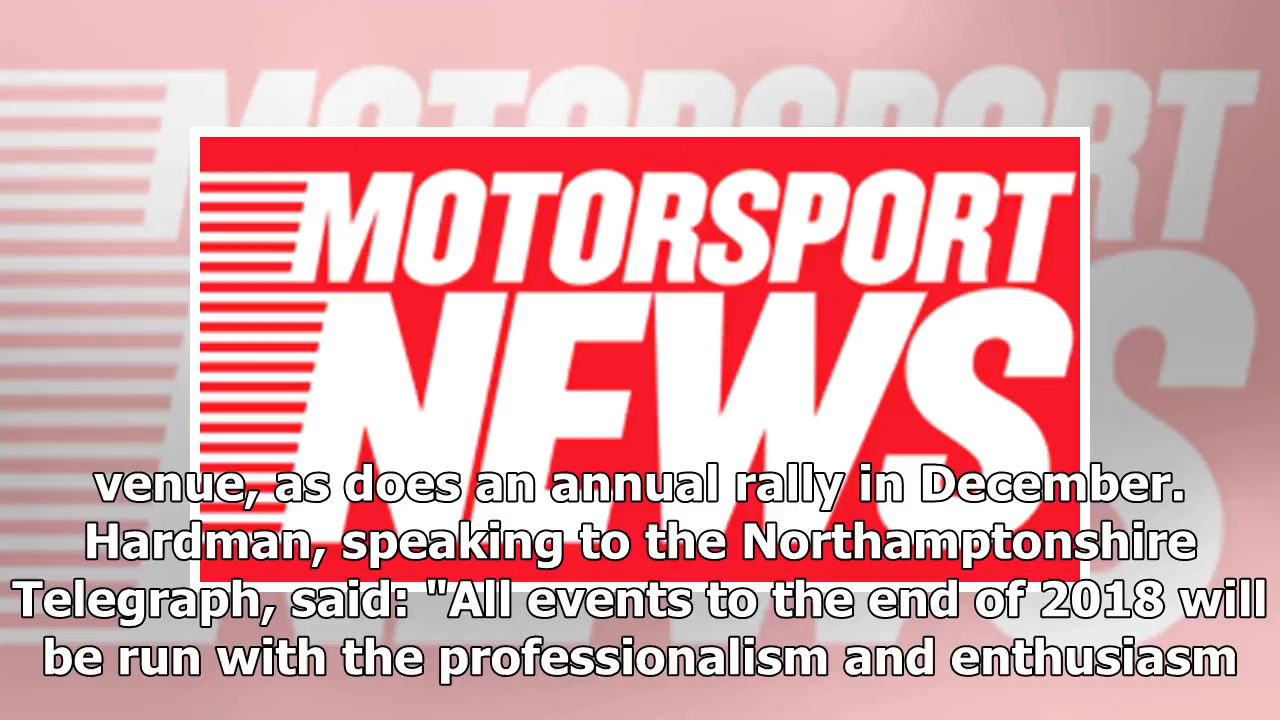 MOTORSPORT
MOTORSPORT
NEWS
venue, as does an annual rally in December.
Hardman, speaking to the Northamptonshire
Telegraph, said: "All events to the end of 2018 will
be run with the professionalism and enthusiasm